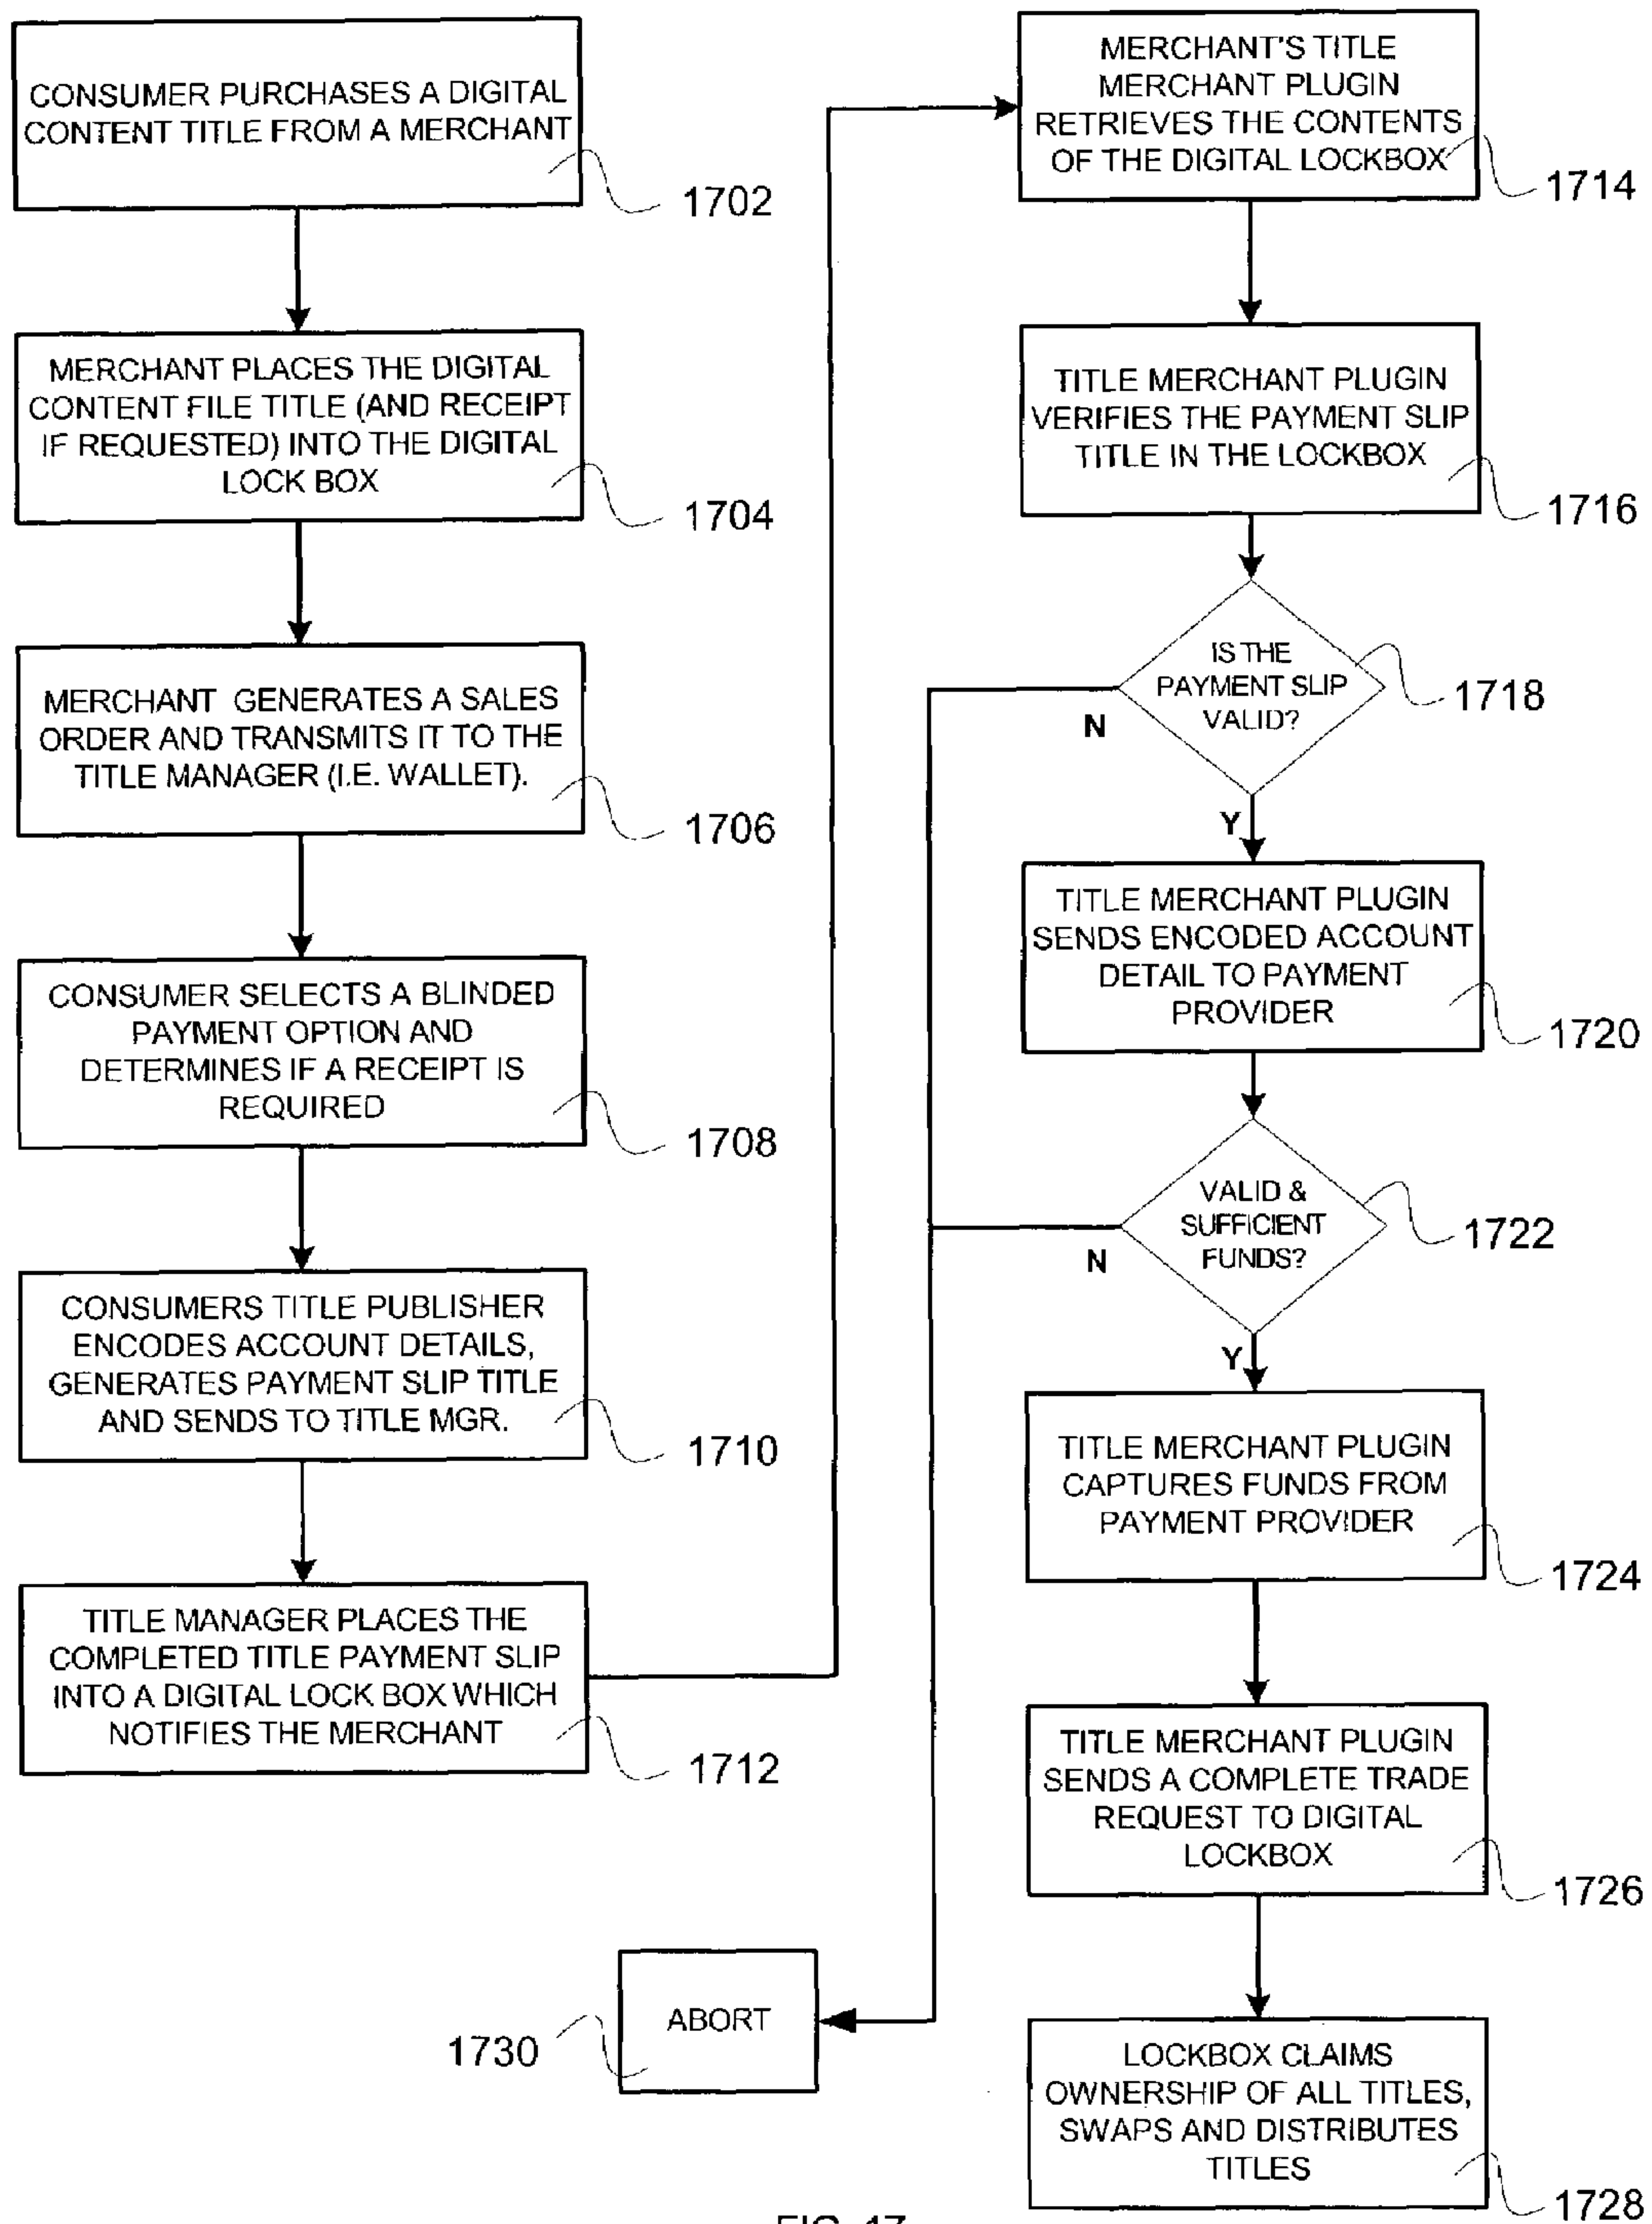 CONSUMER PURCHASES A DIGITAL
CONTENT TITLE FROM A MERCHANT
1702
MERCHANT PLACES THE DIGITAL
CONTENT FILE TITLE (AND RECEIPT
IF REQUESTED) INTO THE DIGITAL
LOCK BOX
1704
MERCHANT GENERATES A SALES
ORDER AND TRANSMITS IT TO THE
TITLE MANAGER (I.E. WALLET).
1706
CONSUMER SELECTS A BLINDED
PAYMENT OPTION AND
DETERMINES IF A RECEIPT IS
REQUIRED
1708
CONSUMERS TITLE PUBLISHER
ENCODES ACCOUNT DETAILS,
GENERATES PAYMENT SLIP TITLE
AND SENDS TO TITLE MGR.
1710
TITLE MANAGER PLACES THE
COMPLETED TITLE PAYMENT SLIP
INTO A DIGITAL LOCK BOX WHICH
NOTIFIES THE MERCHANT
1712
MERCHANT'S TITLE
MERCHANT PLUGIN
RETRIEVES THE CONTENTS
OF THE DIGITAL LOCKBOX
1714
TITLE MERCHANT PLUGIN
VERIFIES THE PAYMENT SLIP
TITLE IN THE LOCKBOX
1716
IS THE
PAYMENT SLIP
VALID?
1718
N
Y
TITLE MERCHANT PLUGIN
SENDS ENCODED ACCOUNT
DETAIL TO PAYMENT
PROVIDER
1720
VALID &
SUFFICIENT
FUNDS?
1722
N
Y
TITLE MERCHANT PLUGIN
CAPTURES FUNDS FROM
PAYMENT PROVIDER
1724
TITLE MERCHANT PLUGIN
SENDS A COMPLETE TRADE
REQUEST TO DIGITAL
LOCKBOX
1726
LOCKBOX CLAIMS
OWNERSHIP OF ALL TITLES,
SWAPS AND DISTRIBUTES
TITLES
1728
ABORT
1730
FIG. 17